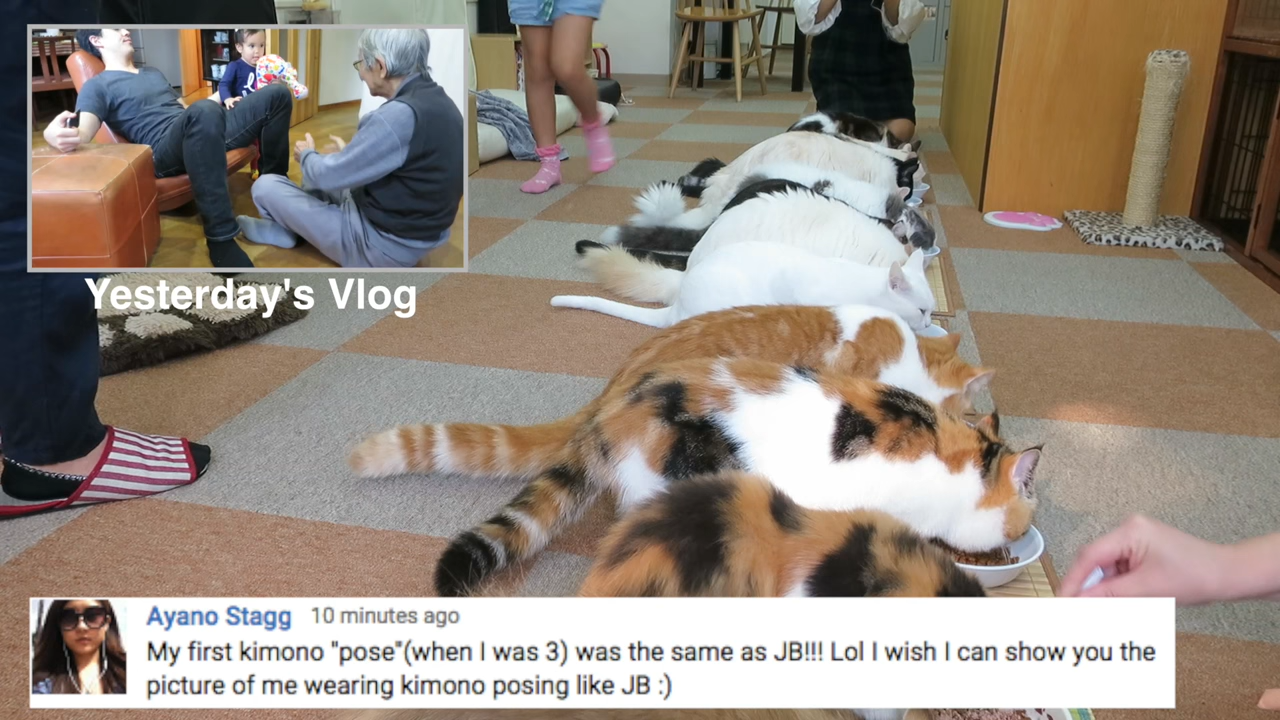 Yesterday's Vlog
Ayano Stagg 10 minutes ago
My first kimono "pose"(when I was 3) was the same as JB!!! Lol I wish I can show you the
picture of me wearing kimono posing like JB :)